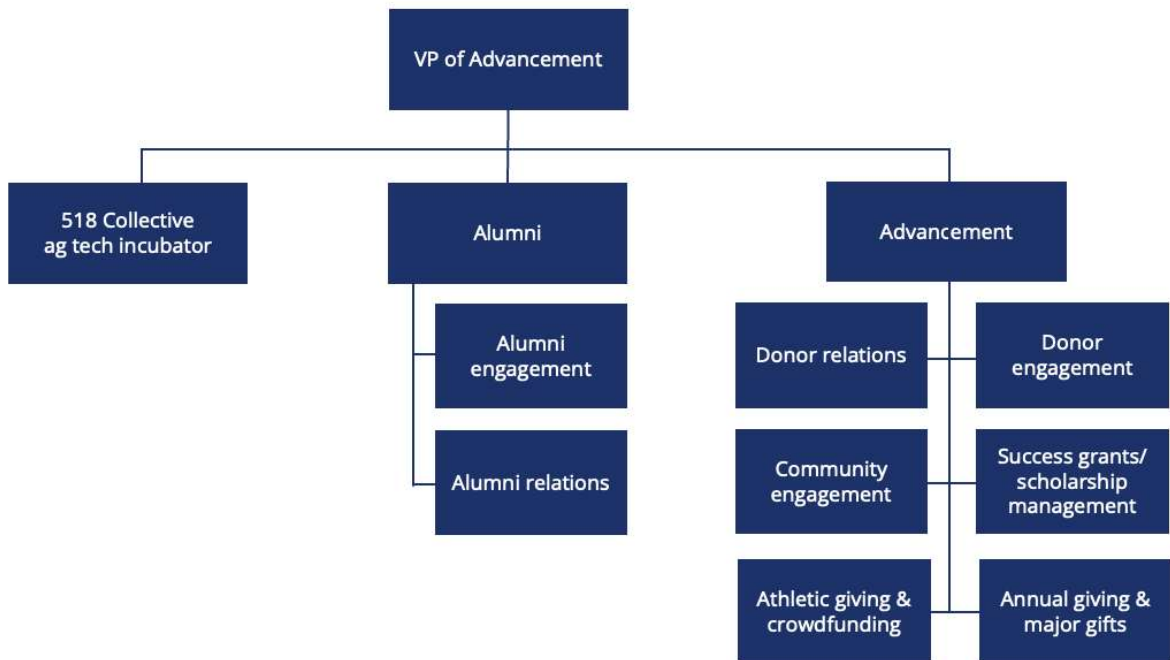 VP of Advancement
518 Collective
ag tech incubator
Alumni
Advancement
Alumni
engagement
Alumni relations
Donor relations
Donor
engagement
Community
engagement
Success grants/
scholarship
management
Athletic giving &
crowdfunding
Annual giving &
major gifts